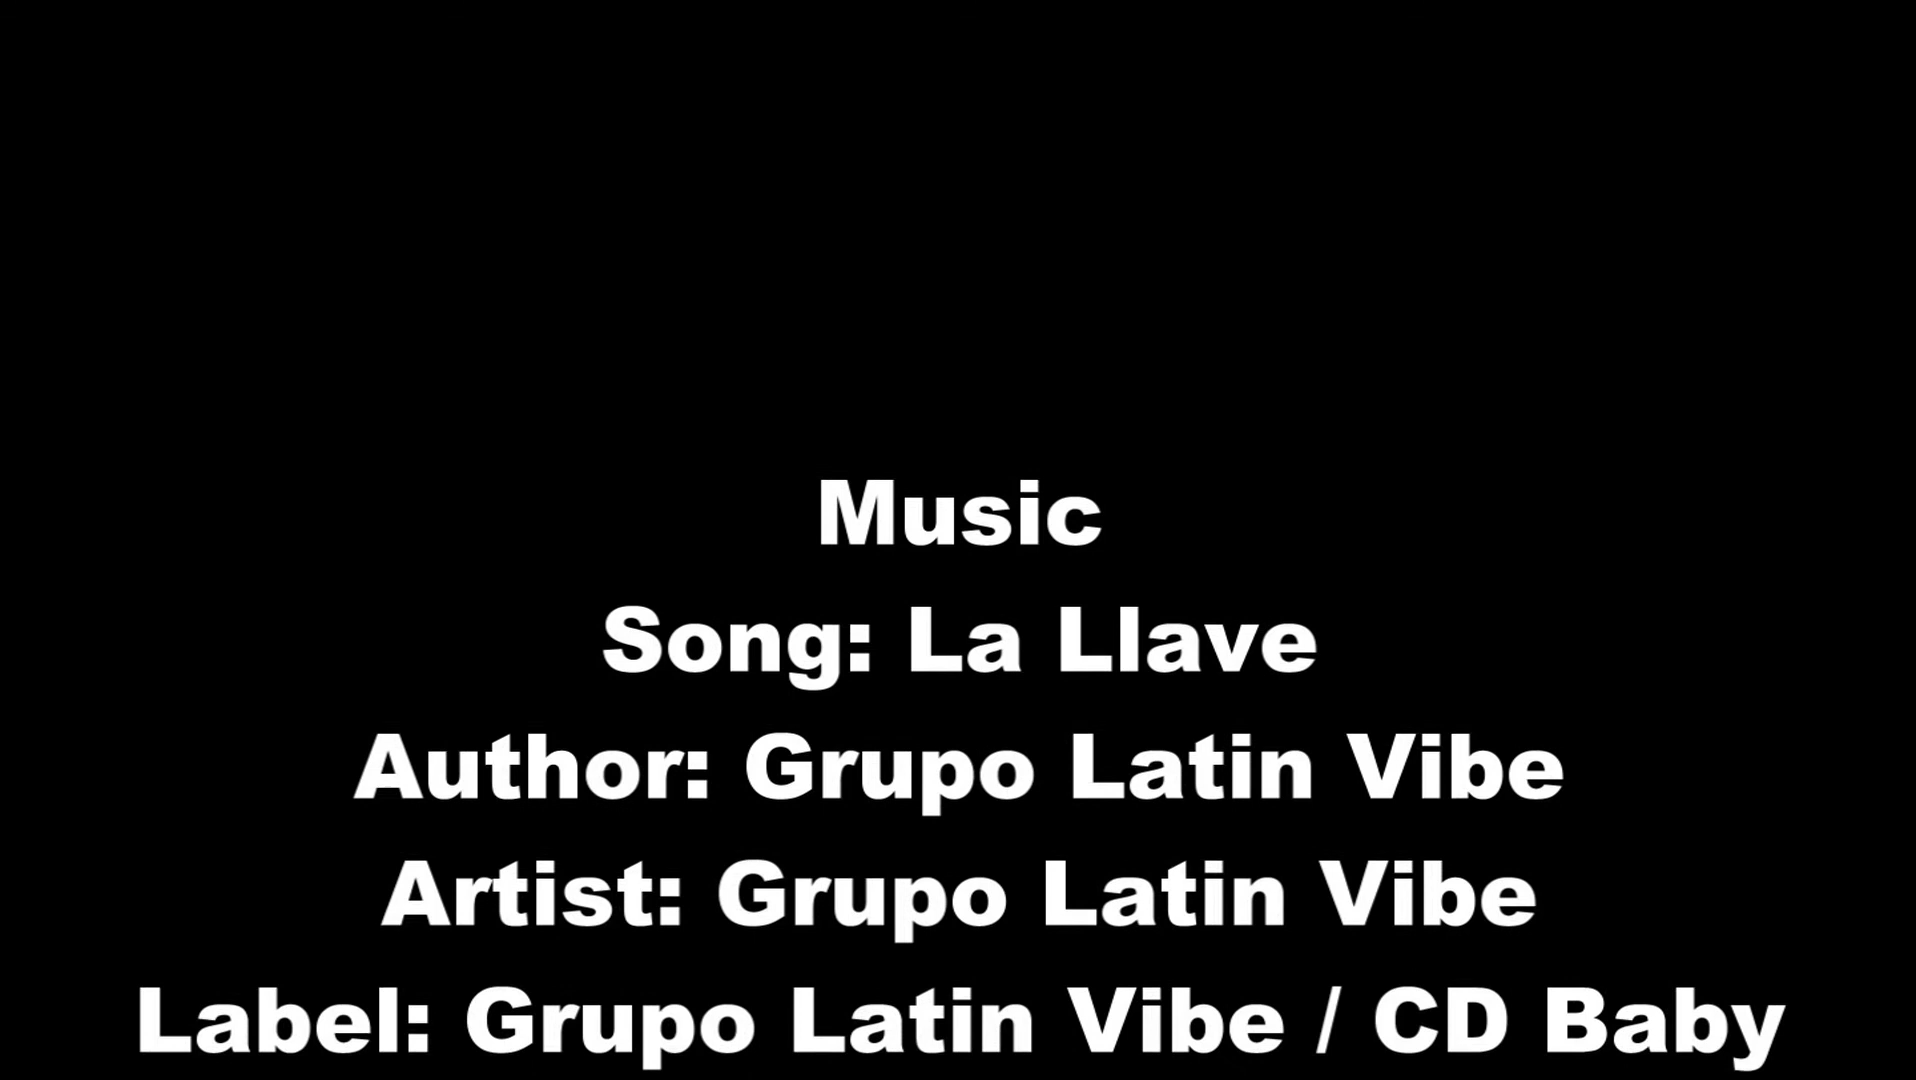 Music
Song: La Llave
Author: Grupo Latin Vibe
Artist: Grupo Latin Vibe
Label: Grupo Latin Vibe / CD Baby